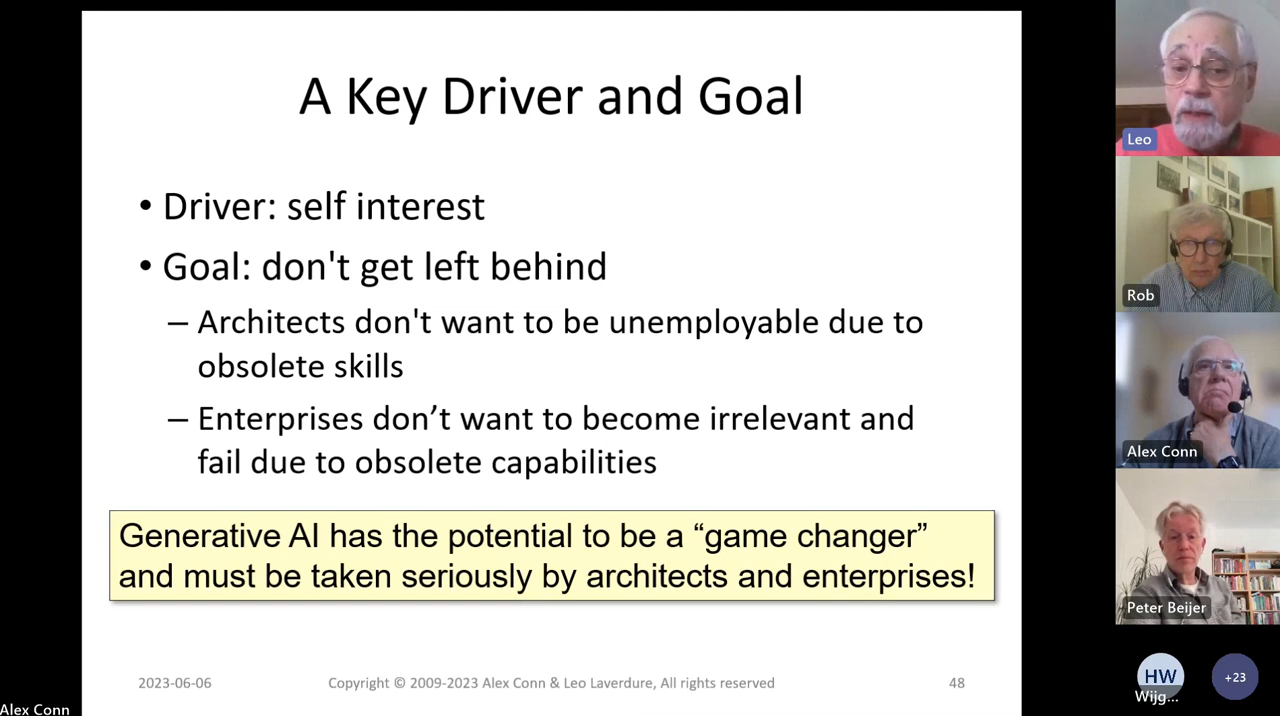 A Key Driver and Goal
• Driver: self interest
• Goal: don't get left behind
– Architects don't want to be unemployable due to
obsolete skills
– Enterprises don’t want to become irrelevant and
fail due to obsolete capabilities
Generative AI has the potential to be a “game changer”
and must be taken seriously by architects and enterprises!
2023-06-06
Copyright © 2009-2023 Alex Conn & Leo Laverdure, All rights reserved
48
Alex Conn
Leo
Rob
Alex Conn
Peter Beijer
HW
Wijg...
+23